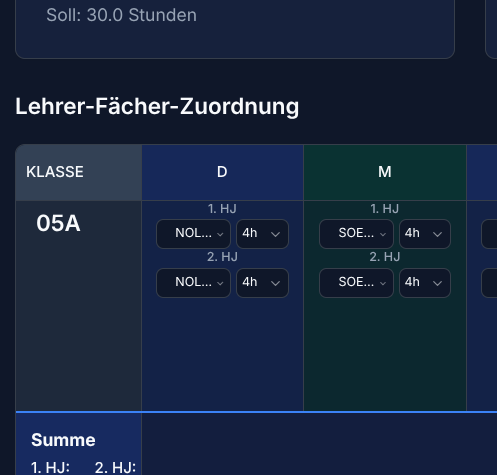 Soll: 30.0 Stunden
Lehrer-Fächer-Zuordnung
KLASSE D M
05A
1. HJ 1. HJ
NOL... 4h SOE... 4h
2. HJ 2. HJ
NOL... 4h SOE... 4h
Summe
1. HJ: 2. HJ: